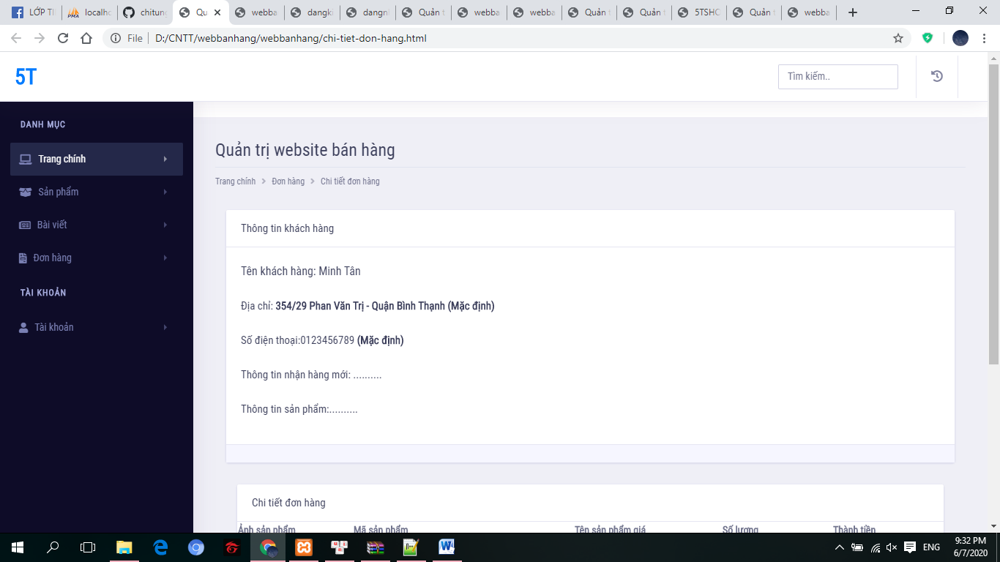 LỚP TI
localho
chitung
Qu
webba
dangki
dangnh
Quản t
webba
webba
Quản t
Quản t
5TSHO
Quản t
webba
File
D:/CNTT/webbanhang/webbanhang/chi-tiet-don-hang.html
5T
Tìm kiếm..
DANH MỤC
Trang chính
Sản phẩm
Bài viết
Đơn hàng
TÀI KHOẢN
Tài khoản
Quản trị website bán hàng
Trang chính > Đơn hàng > Chi tiết đơn hàng
Thông tin khách hàng
Tên khách hàng: Minh Tân
Địa chỉ: 354/29 Phan Văn Trị - Quận Bình Thạnh (Mặc định)
Số điện thoại:0123456789 (Mặc định)
Thông tin nhận hàng mới: ..........
Thông tin sản phẩm:..........
Chi tiết đơn hàng
Ảnh sản phẩm Mã sản phẩm Tên sản phẩm giá Số lượng Thành tiền
ENG
9:32 PM
6/7/2020